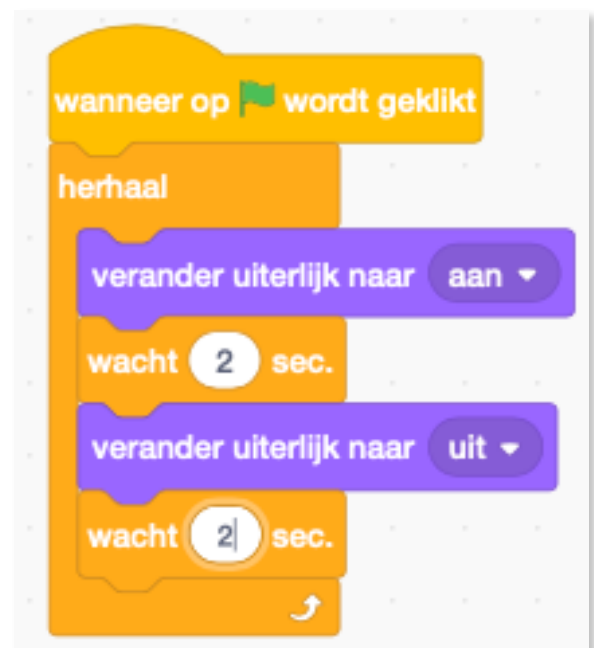 wanneer op wordt geklikt
herhaal
verander uiterlijk naar aan
wacht 2 sec.
verander uiterlijk naar uit
wacht 2 sec.